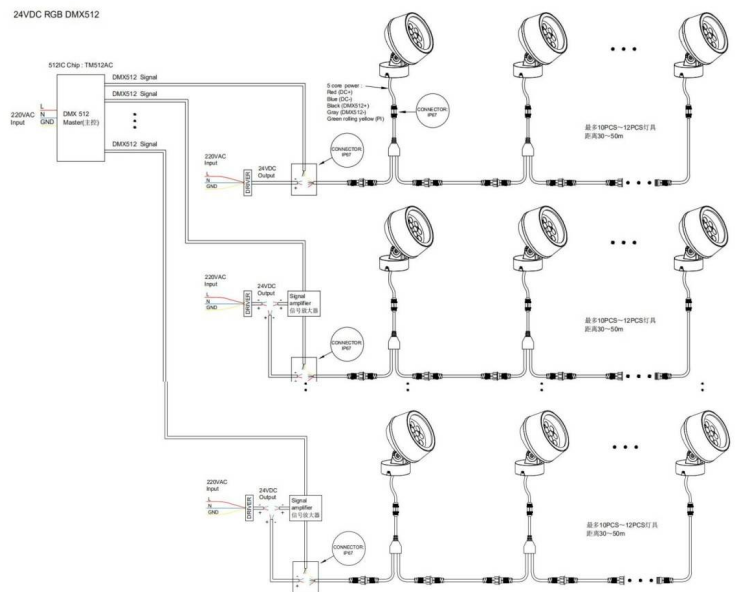 24VDC RGB DMX512
512IC Chip : TM512AC
DMX512 Signal
DMX512 Signal
DMX512 Signal
220VAC
Input
L
N
GND
DMX 512
Master(主控)
5 core power :
Red (DC+)
Blue (DC-)
Black (DMX512+)
Gray (DMX512-)
Green rolling yellow (PI)
CONNECTOR:
IP67
CONNECTOR:
IP67
最多10PCS～12PCS灯具
距离30～50m
220VAC
Input
L
N
GND
DRIVER
24VDC
Output
- +
220VAC
Input
L
N
GND
DRIVER
24VDC
Output
Signal
amplifier
信号放大器
CONNECTOR:
IP67
最多10PCS～12PCS灯具
距离30～50m
220VAC
Input
L
N
GND
DRIVER
24VDC
Output
Signal
amplifier
信号放大器
CONNECTOR:
IP67
最多10PCS～12PCS灯具
距离30～50m